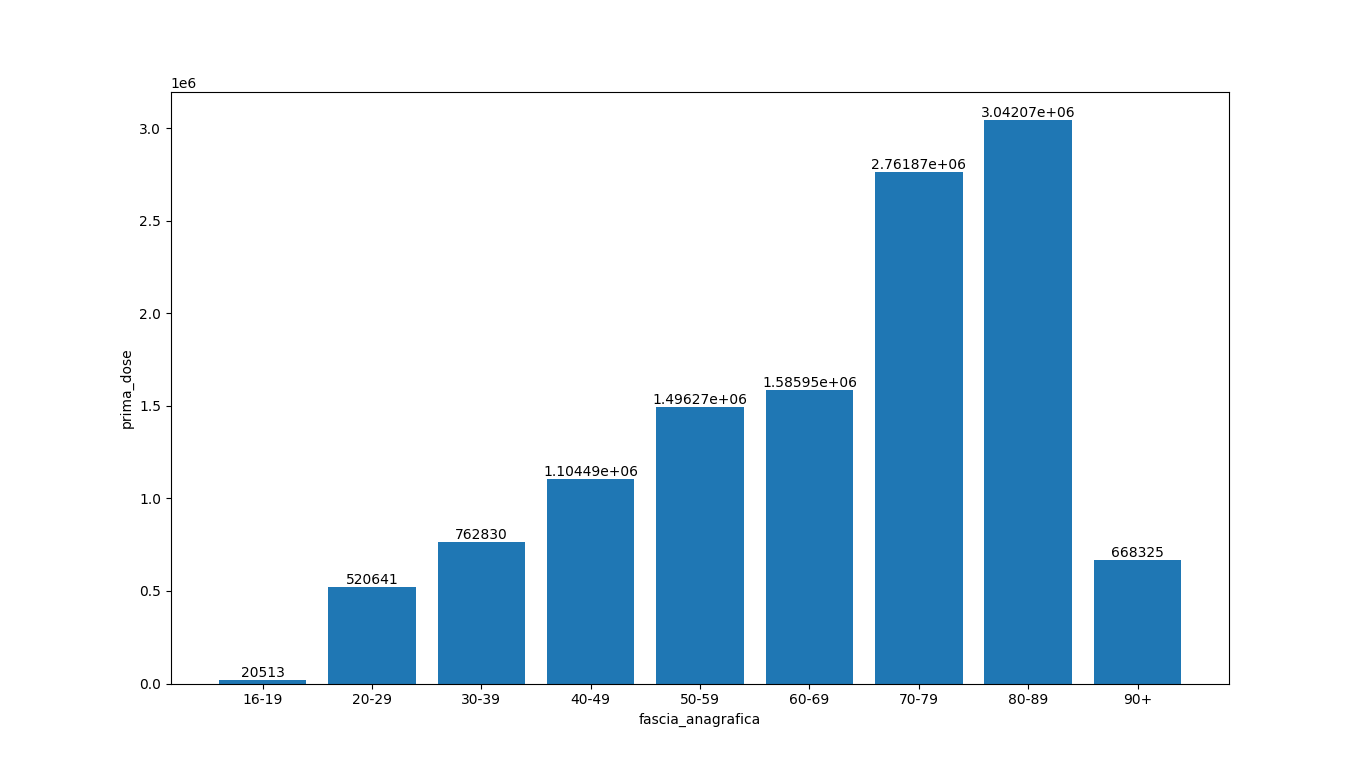 1e6
3.0
2.5
2.0
1.5
1.0
0.5
0.0
prima_dose
20513
520641
762830
1.10449e+06
1.49627e+06
1.58595e+06
2.76187e+06
3.04207e+06
668325
16-19 20-29 30-39 40-49 50-59 60-69 70-79 80-89 90+
fascia_anagrafica